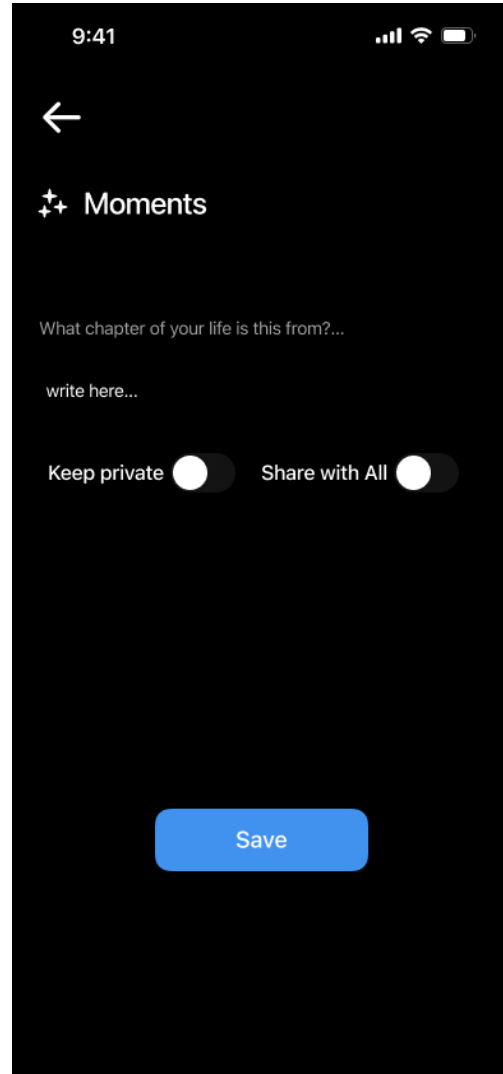 9:41
Moments
What chapter of your life is this from?...
write here...
Keep private Share with All
Save